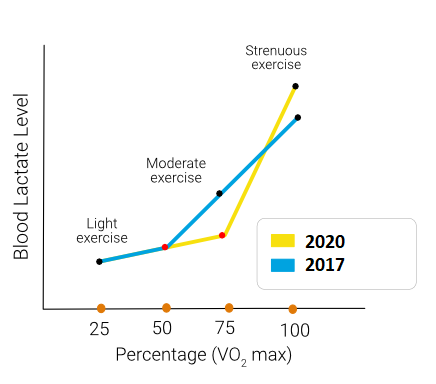 Strenuous
exercise
Moderate
exercise
Light
exercise
Blood Lactate Level
2020
2017
25
50
75
100
Percentage (VO₂ max)